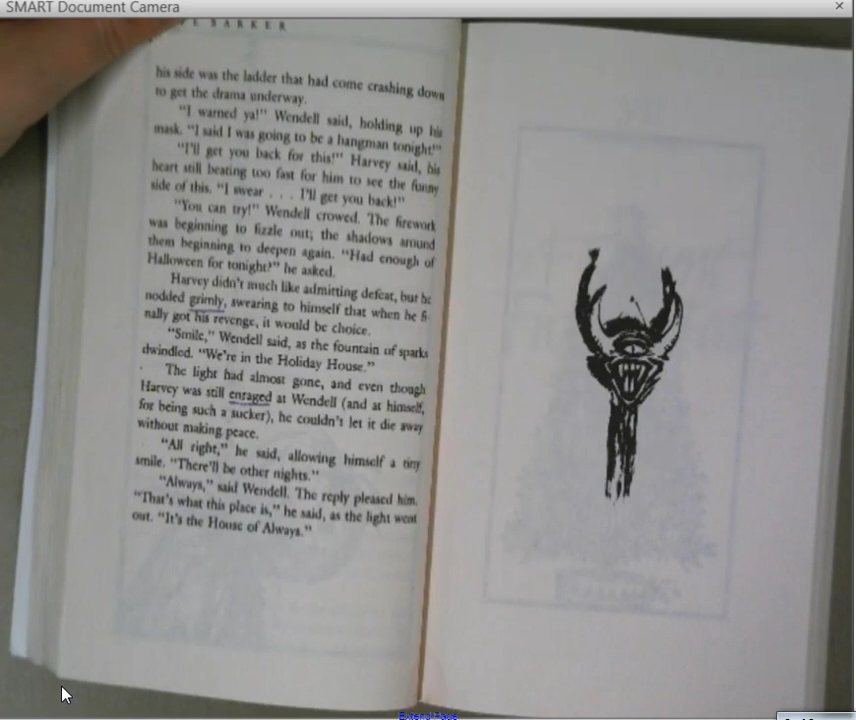 SMART Document Camera
BARKER
his side was the ladder that had come crashing down
to get the drama underway.
"I warned ya!" Wendell said, holding up his
mask. "I said I was going to be a hangman tonight!"
"I'll get you back for this!" Harvey said, his
heart still beating too fast for him to see the funny
side of this. "I swear . . . I'll get you back!"
"You can try!" Wendell crowed. The firework
was beginning to fizzle out; the shadows around
them beginning to deepen again. "Had enough of
Halloween for tonight?" he asked.
Harvey didn't much like admitting defeat, but he
nodded grimly, swearing to himself that when he fi-
nally got his revenge, it would be choice.
"Smile," Wendell said, as the fountain of sparks
dwindled. "We're in the Holiday House."
The light had almost gone, and even though
Harvey was still enraged at Wendell (and at himself,
for being such a sucker), he couldn't let it die away
without making peace.
"All right," he said, allowing himself a tiny
smile. "There'll be other nights."
"Always," said Wendell. The reply pleased him.
"That's what this place is," he said, as the light went
out. "It's the House of Always."
Extend Page